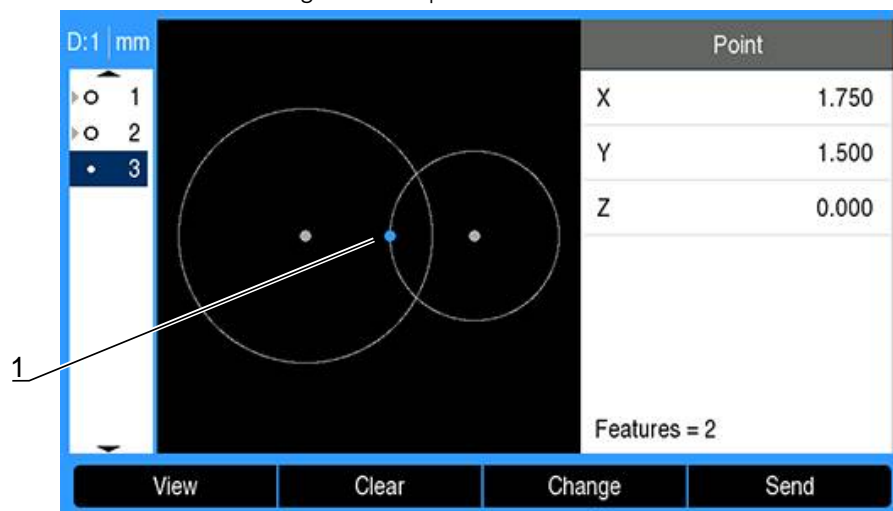 D:1 mm
Point
1
2
3
X 1.750
Y 1.500
Z 0.000
1
Features = 2
View Clear Change Send